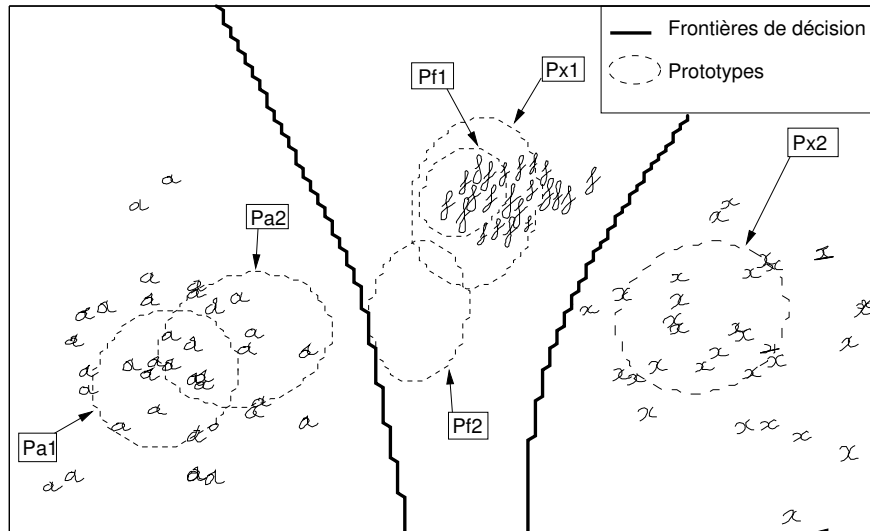 Frontières de décision
Prototypes
Pf1
Px1
Px2
Pa2
Pa1
Pf2